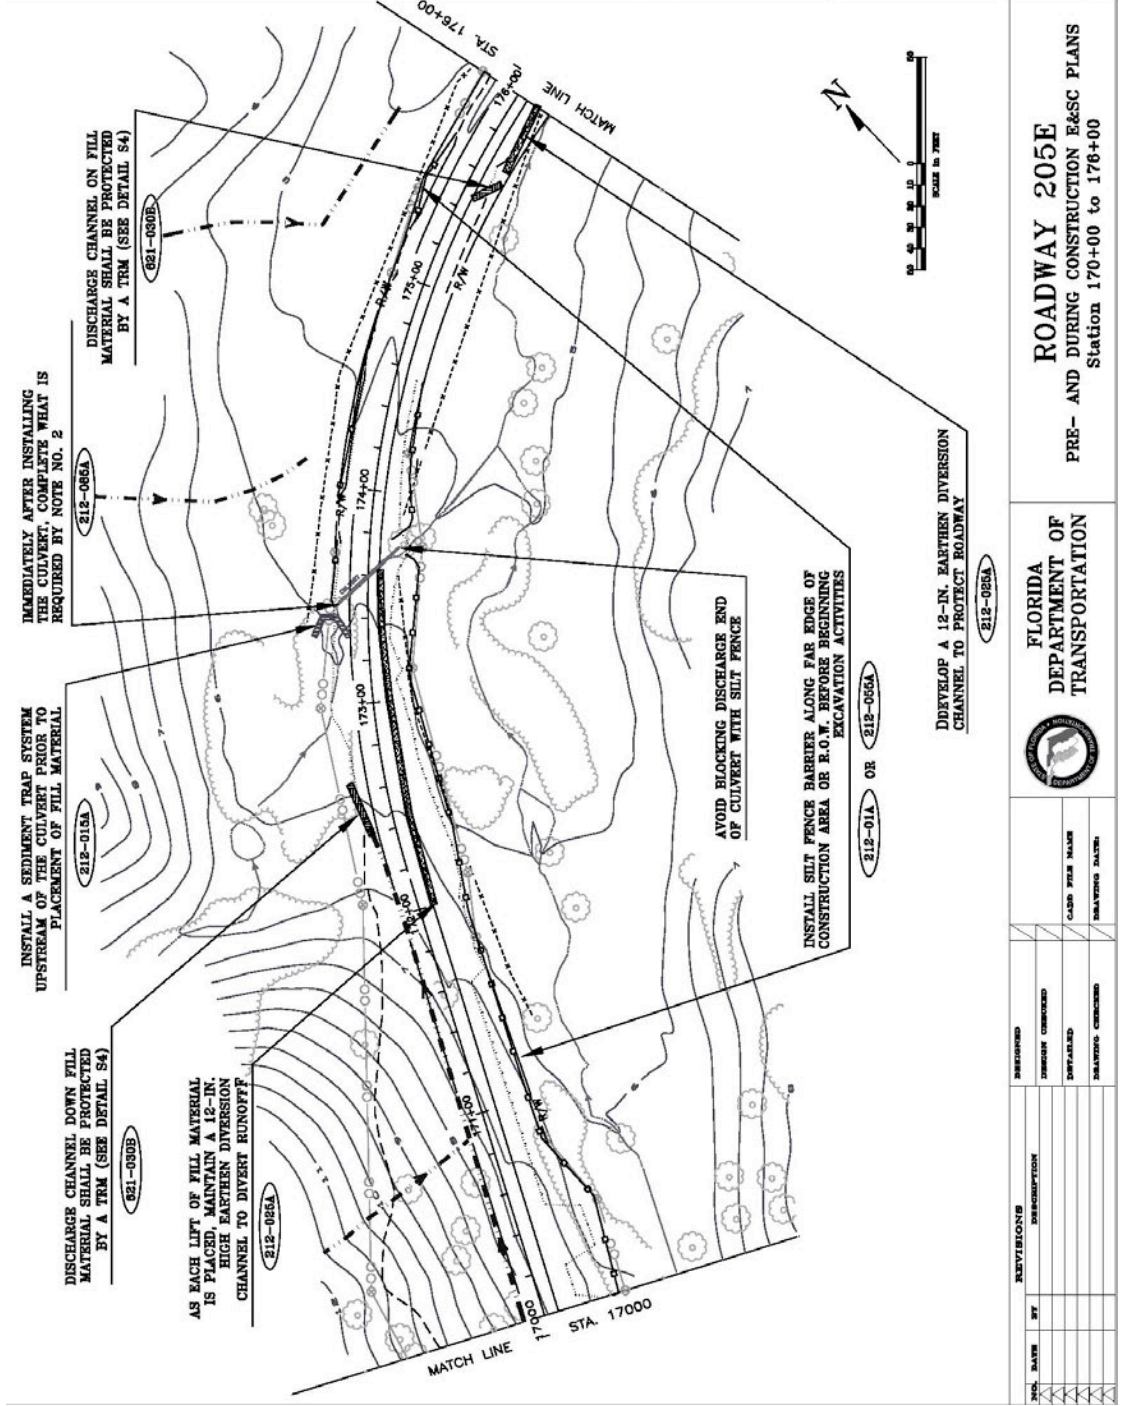 DISCHARGE CHANNEL DOWN FILL
MATERIAL SHALL BE PROTECTED
BY A TRM (SEE DETAIL S4)
621-030B
AS EACH LIFT OF FILL MATERIAL
IS PLACED, MAINTAIN A 12-IN.
HIGH EARTHEN DIVERSION
CHANNEL TO DIVERT RUNOFFF
212-025A
INSTALL A SEDIMENT TRAP SYSTEM
UPSTREAM OF THE CULVERT PRIOR TO
PLACEMENT OF FILL MATERIAL
212-015A
IMMEDIATELY AFTER INSTALLING
THE CULVERT, COMPLETE WHAT IS
REQUIRED BY NOTE NO. 2
212-085A
DISCHARGE CHANNEL ON FILL
MATERIAL SHALL BE PROTECTED
BY A TRM (SEE DETAIL S4)
621-030B
MATCH LINE
STA. 17000
17000
171+00
R/W
173+00
174+00
R/W
175+00
R/W
R/W
176+00
STA. 176+00
MATCH LINE
N
50 40 30 20 10 0 50
SCALE in FEET
AVOID BLOCKING DISCHARGE END
OF CULVERT WITH SILT FENCE
INSTALL SILT FENCE BARRIER ALONG FAR EDGE OF
CONSTRUCTION AREA OR R.O.W. BEFORE BEGINNING
EXCAVATION ACTIVITIES
212-01A OR 212-055A
DDEVELOP A 12-IN. EARTHEN DIVERSION
CHANNEL TO PROTECT ROADWAY
212-025A
REVISIONS
NO. DATE BY DESCRIPTION
DESIGNED
DESIGN CHECKED
DETAILED
DRAWING CHECKED
CADD FILE NAME
DRAWING DATE:
FLORIDA
DEPARTMENT OF
TRANSPORTATION
ROADWAY 205E
PRE- AND DURING CONSTRUCTION E&SC PLANS
Station 170+00 to 176+00